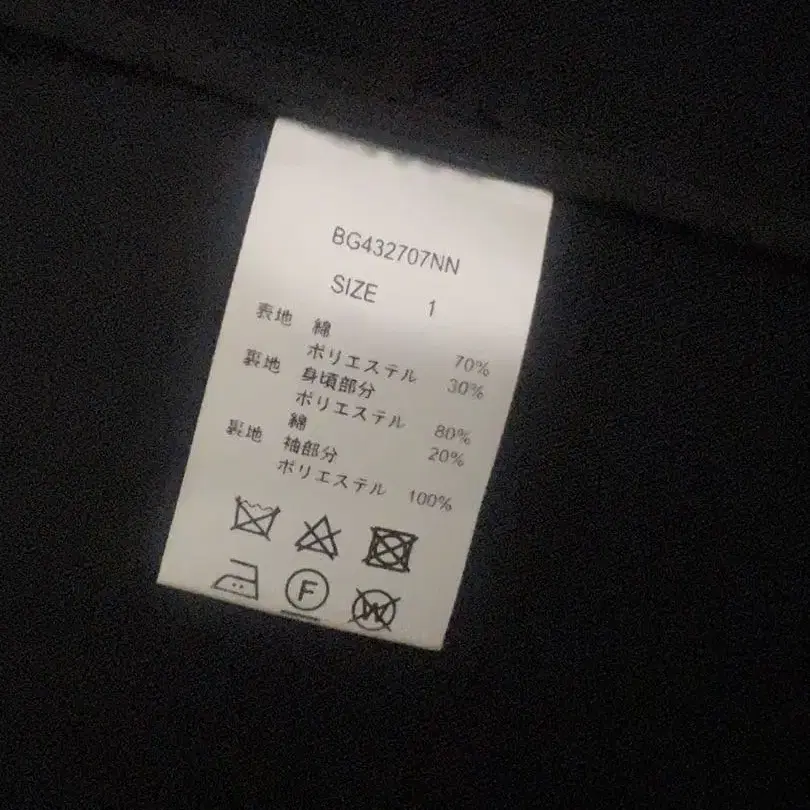 BG432707NN
SIZE 1
表地 綿 70%
ポリエステル 30%
裏地 身頃部分
ポリエステル 80%
綿 20%
裏地 袖部分
ポリエステル 100%
F
W